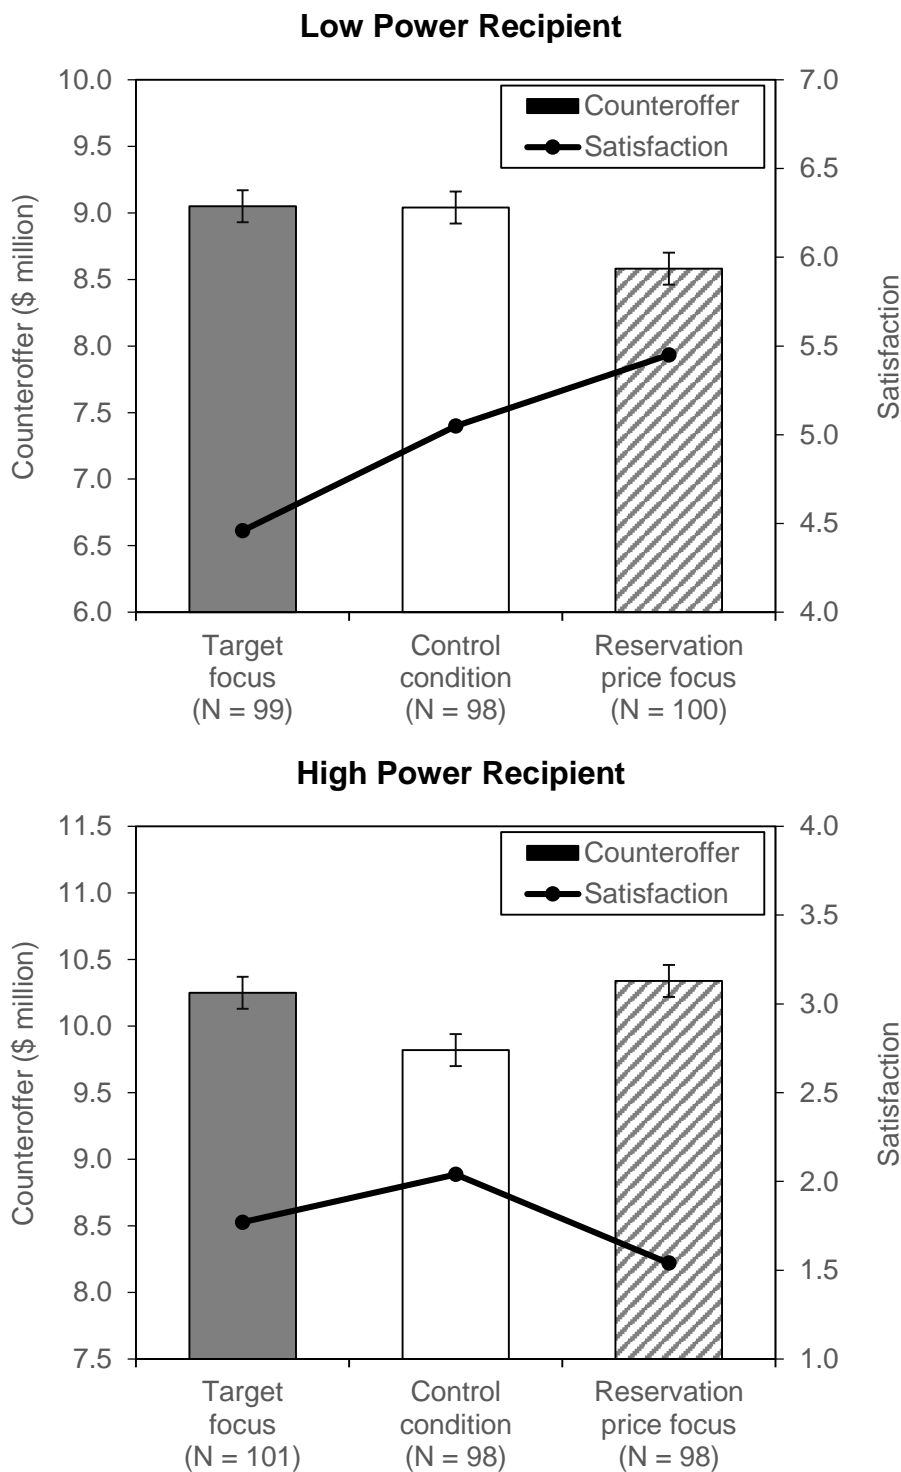 Low Power Recipient
Counteroffer ($ million)
10.0
9.5
9.0
8.5
8.0
7.5
7.0
6.5
6.0
Counteroffer
Satisfaction
7.0
6.5
6.0
5.5
5.0
4.5
4.0
Satisfaction
Target
focus
(N = 99)
Control
condition
(N = 98)
Reservation
price focus
(N = 100)
High Power Recipient
Counteroffer ($ million)
11.5
11.0
10.5
10.0
9.5
9.0
8.5
8.0
7.5
Counteroffer
Satisfaction
4.0
3.5
3.0
2.5
2.0
1.5
1.0
Satisfaction
Target
focus
(N = 101)
Control
condition
(N = 98)
Reservation
price focus
(N = 98)